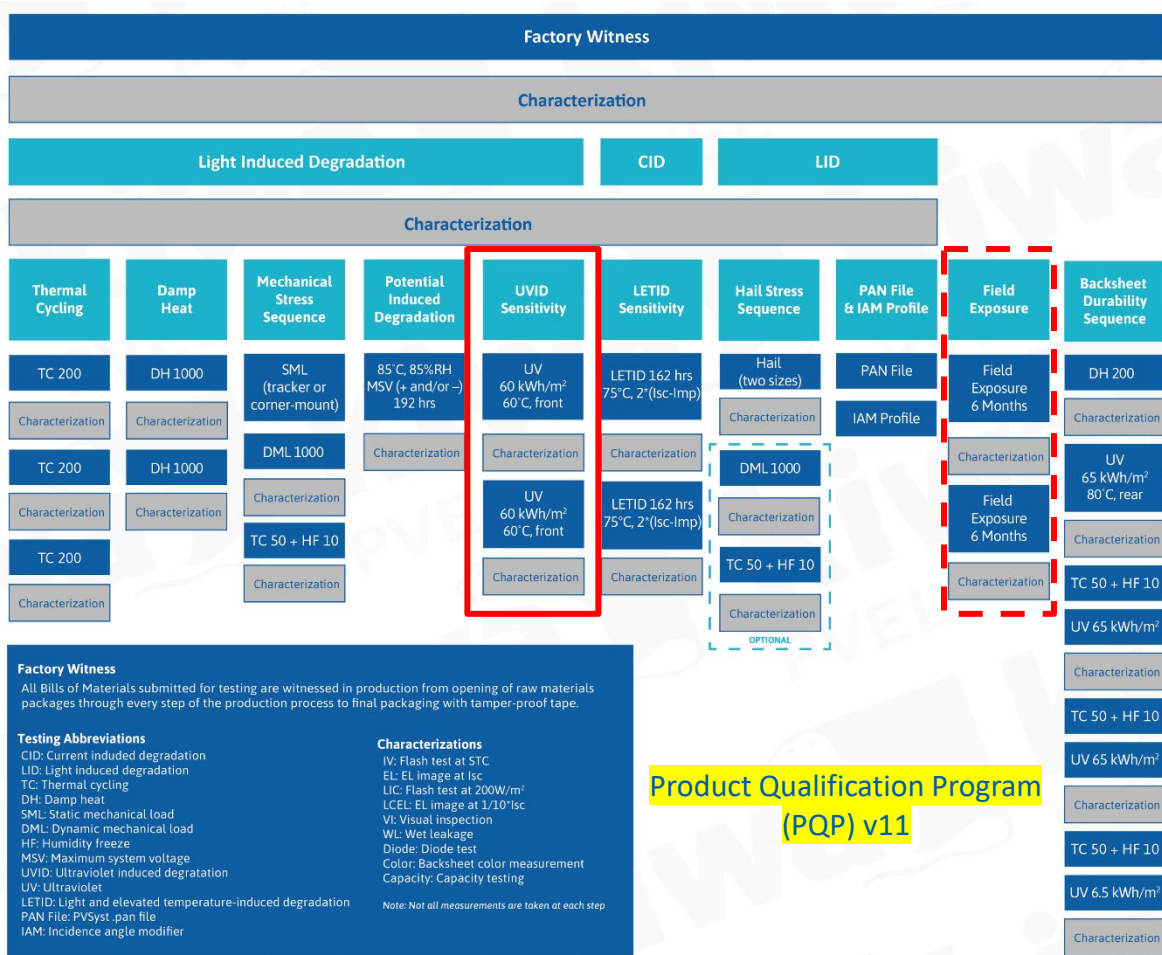 Factory Witness
Characterization
Light Induced Degradation
CID
LID
Characterization
Thermal
Cycling
TC 200
Characterization
TC 200
Characterization
TC 200
Characterization
Damp
Heat
DH 1000
Characterization
DH 1000
Characterization
Mechanical
Stress
Sequence
SML
(tracker or
corner-mount)
DML 1000
Characterization
TC 50 + HF 10
Characterization
Potential
Induced
Degradation
85°C, 85%RH
MSV (+ and/or –)
192 hrs
Characterization
UVID
Sensitivity
UV
60 kWh/m²
60°C, front
Characterization
UV
60 kWh/m²
60°C, front
Characterization
LETID
Sensitivity
LETID 162 hrs
75°C, 2*(Isc-Imp)
Characterization
LETID 162 hrs
75°C, 2*(Isc-Imp)
Characterization
Hail Stress
Sequence
Hail
(two sizes)
Characterization
DML 1000
Characterization
TC 50 + HF 10
Characterization
OPTIONAL
PAN File
& IAM Profile
PAN File
IAM Profile
Field
Exposure
Field
Exposure
6 Months
Characterization
Field
Exposure
6 Months
Characterization
Backsheet
Durability
Sequence
DH 200
Characterization
UV
65 kWh/m²
80°C, rear
Characterization
TC 50 + HF 10
UV 65 kWh/m²
Characterization
TC 50 + HF 10
UV 65 kWh/m²
Characterization
TC 50 + HF 10
UV 6.5 kWh/m²
Characterization
Factory Witness
All Bills of Materials submitted for testing are witnessed in production from opening of raw materials
packages through every step of the production process to final packaging with tamper-proof tape.
Testing Abbreviations
CID: Current induded degradation
LID: Light induced degradation
TC: Thermal cycling
DH: Damp heat
SML: Static mechanical load
DML: Dynamic mechanical load
HF: Humidity freeze
MSV: Maximum system voltage
UVID: Ultraviolet induced degratation
UV: Ultraviolet
LETID: Light and elevated temperature-induced degradation
PAN File: PVSyst .pan file
IAM: Incidence angle modifier
Characterizations
IV: Flash test at STC
EL: EL image at Isc
LIC: Flash test at 200W/m²
LCEL: EL image at 1/10*Isc
VI: Visual inspection
WL: Wet leakage
Diode: Diode test
Color: Backsheet color measurement
Capacity: Capacity testing
Note: Not all measurements are taken at each step
Product Qualification Program
(PQP) v11
kiwa
PVEL